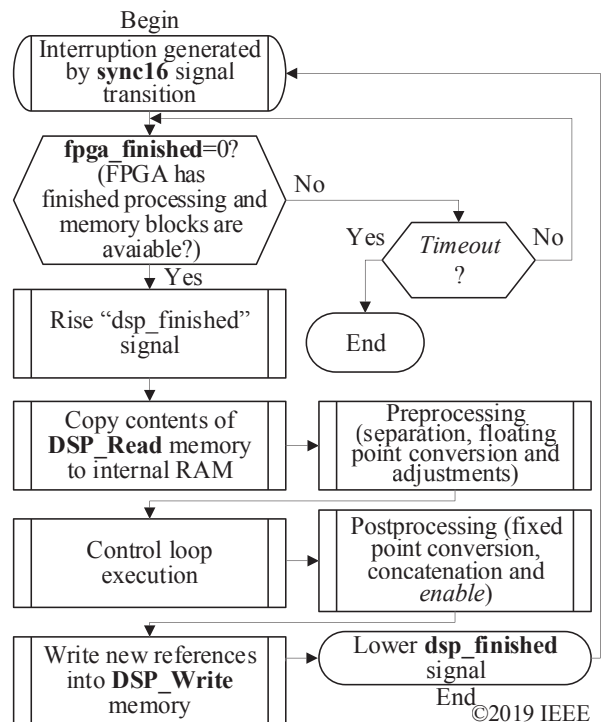 Begin
Interruption generated
by sync16 signal
transition
fpga_finished=0?
(FPGA has
finished processing and
memory blocks are
avaiable?)
No
Yes
Timeout
?
No
Yes
End
Rise “dsp_finished”
signal
Copy contents of
DSP_Read memory
to internal RAM
Preprocessing
(separation, floating
point conversion and
adjustments)
Control loop
execution
Postprocessing (fixed
point conversion,
concatenation and
enable)
Write new references
into DSP_Write
memory
Lower dsp_finished
signal
End
©2019 IEEE